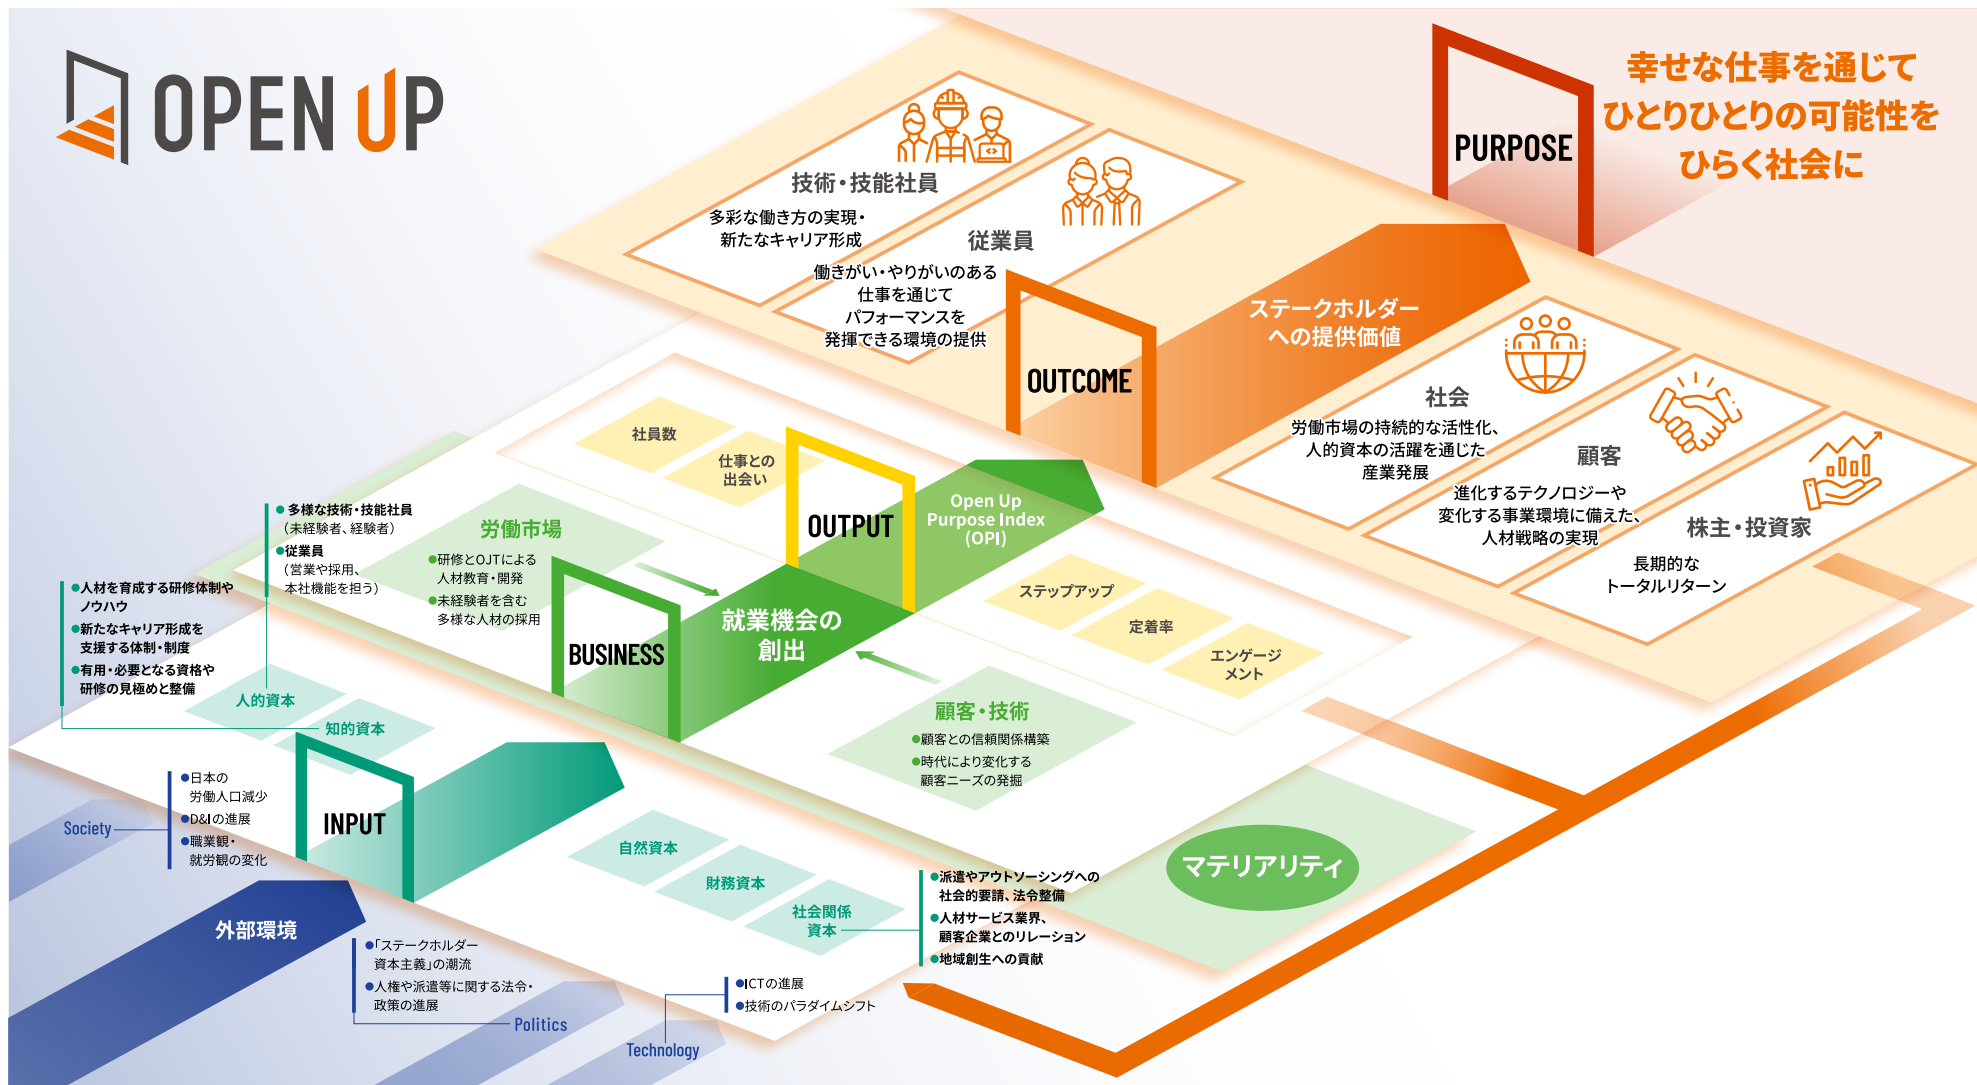 OPEN UP
PURPOSE
幸せな仕事を通じて
ひとりひとりの可能性を
ひらく社会に
技術・技能社員
多彩な働き方の実現・
新たなキャリア形成
従業員
働きがい・やりがいのある
仕事を通じて
パフォーマンスを
発揮できる環境の提供
OUTCOME
ステークホルダー
への提供価値
社会
労働市場の持続的な活性化、
人的資本の活躍を通じた
産業発展
顧客
進化するテクノロジーや
変化する事業環境に備えた、
人材戦略の実現
株主・投資家
長期的な
トータルリターン
社員数
仕事との
出会い
OUTPUT
Open Up
Purpose Index
(OPI)
ステップアップ
定着率
エンゲージ
メント
労働市場
●研修とOJTによる
人材教育・開発
●未経験者を含む
多様な人材の採用
BUSINESS
就業機会の
創出
顧客・技術
●顧客との信頼関係構築
●時代により変化する
顧客ニーズの発掘
●多様な技術・技能社員
（未経験者、経験者）
●従業員
（営業や採用、
本社機能を担う）
●人材を育成する研修体制や
ノウハウ
●新たなキャリア形成を
支援する体制・制度
●有用・必要となる資格や
研修の見極めと整備
人的資本
知的資本
INPUT
自然資本
財務資本
社会関係
資本
●派遣やアウトソーシングへの
社会的要請、法令整備
●人材サービス業界、
顧客企業とのリレーション
●地域創生への貢献
マテリアリティ
Society
●日本の
労働人口減少
●D&Iの進展
●職業観・
就労観の変化
外部環境
●「ステークホルダー
資本主義」の潮流
●人権や派遣等に関する法令・
政策の進展
Politics
●ICTの進展
●技術のパラダイムシフト
Technology